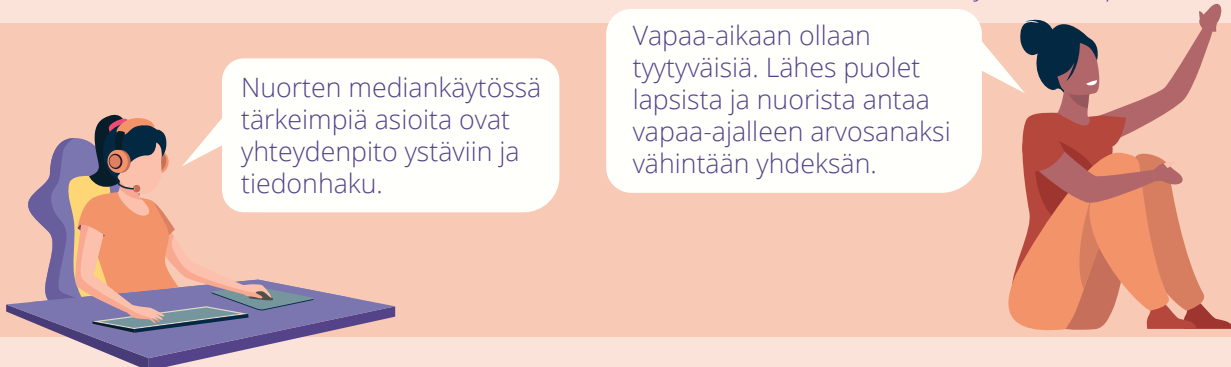 Nuorten mediankäytössä
tärkeimpiä asioita ovat
yhteydenpito ystäviin ja
tiedonhaku.
Vapaa-aikaan ollaan
tyytyväisiä. Lähes puolet
lapsista ja nuorista antaa
vapaa-ajalleen arvosanaksi
vähintään yhdeksän.